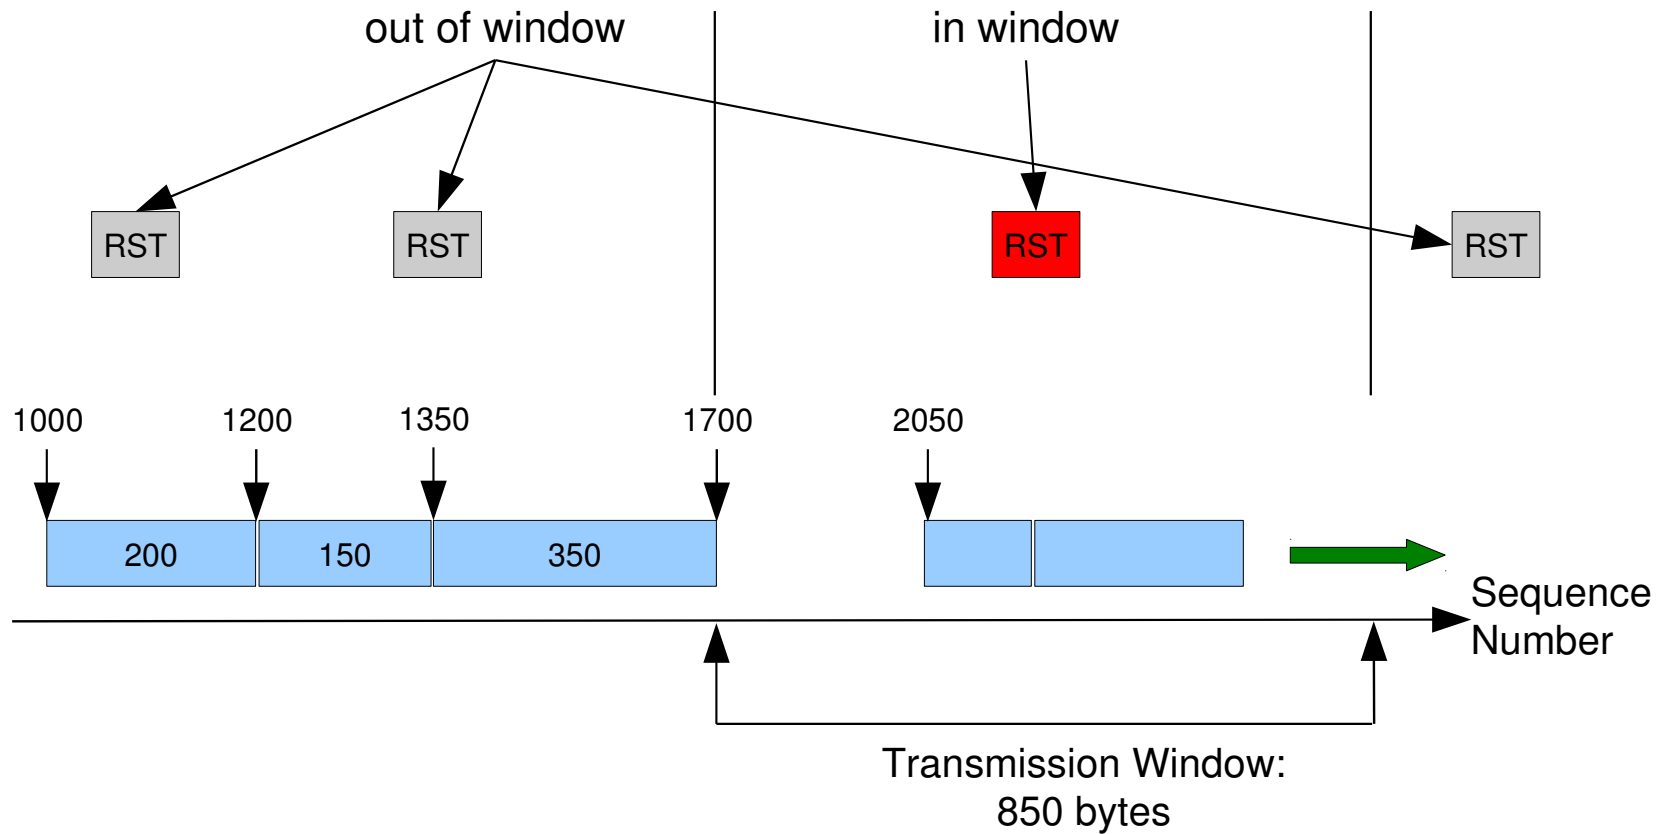 out of window
in window
RST
RST
RST
RST
1000
1200
1350
1700
2050
200
150
350
Sequence
Number
Transmission Window:
850 bytes